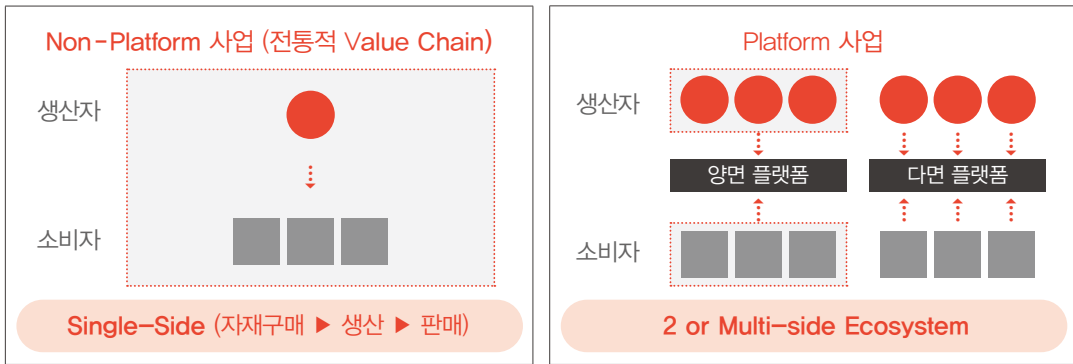 Non-Platform 사업 (전통적 Value Chain)
생산자
소비자
Single-Side (자재구매 ▶ 생산 ▶ 판매)
Platform 사업
생산자
양면 플랫폼 다면 플랫폼
소비자
2 or Multi-side Ecosystem